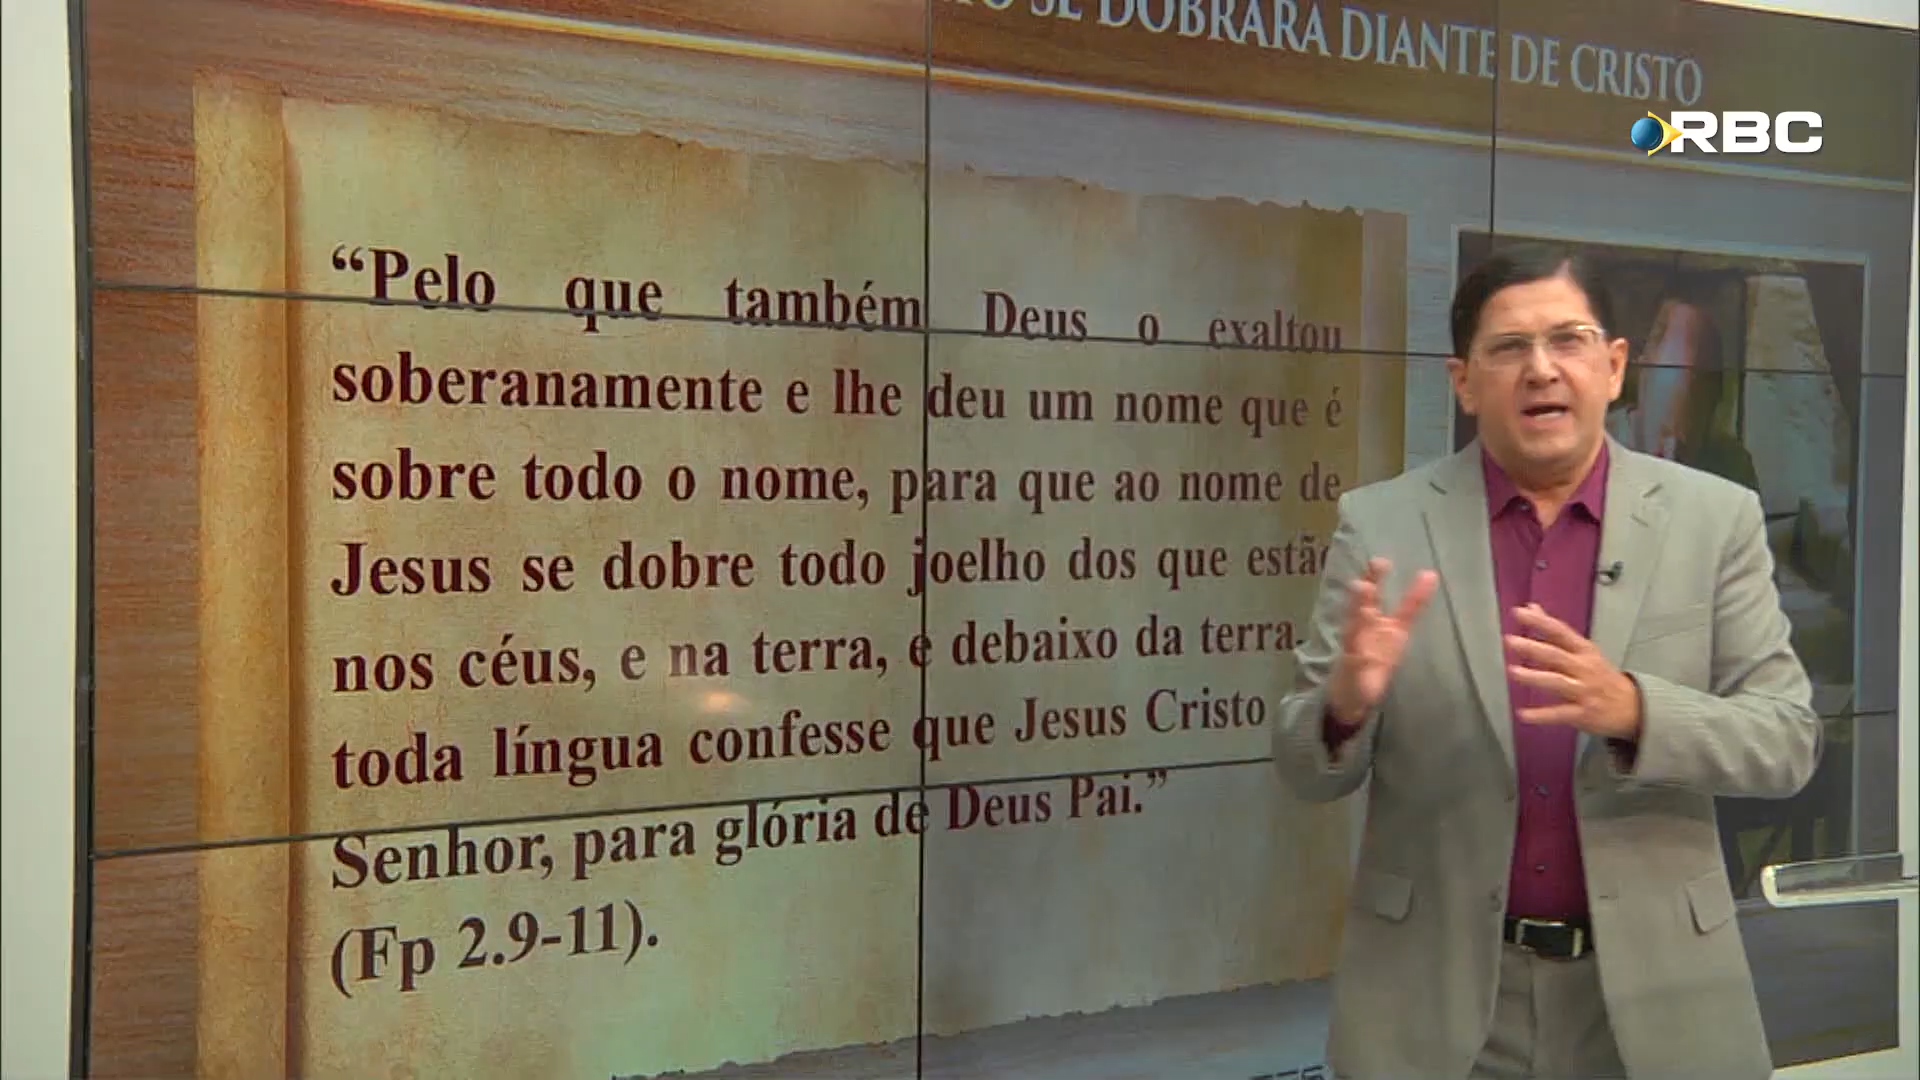 SE DOBRARA DIANTE DE CRISTO
RBC
“Pelo que também Deus o exaltou
soberanamente e lhe deu um nome que é
sobre todo o nome, para que ao nome de
Jesus se dobre todo joelho dos que estão
nos céus, e na terra, e debaixo da terra.
toda língua confesse que Jesus Cristo
Senhor, para glória de Deus Pai.”
(Fp 2.9-11).